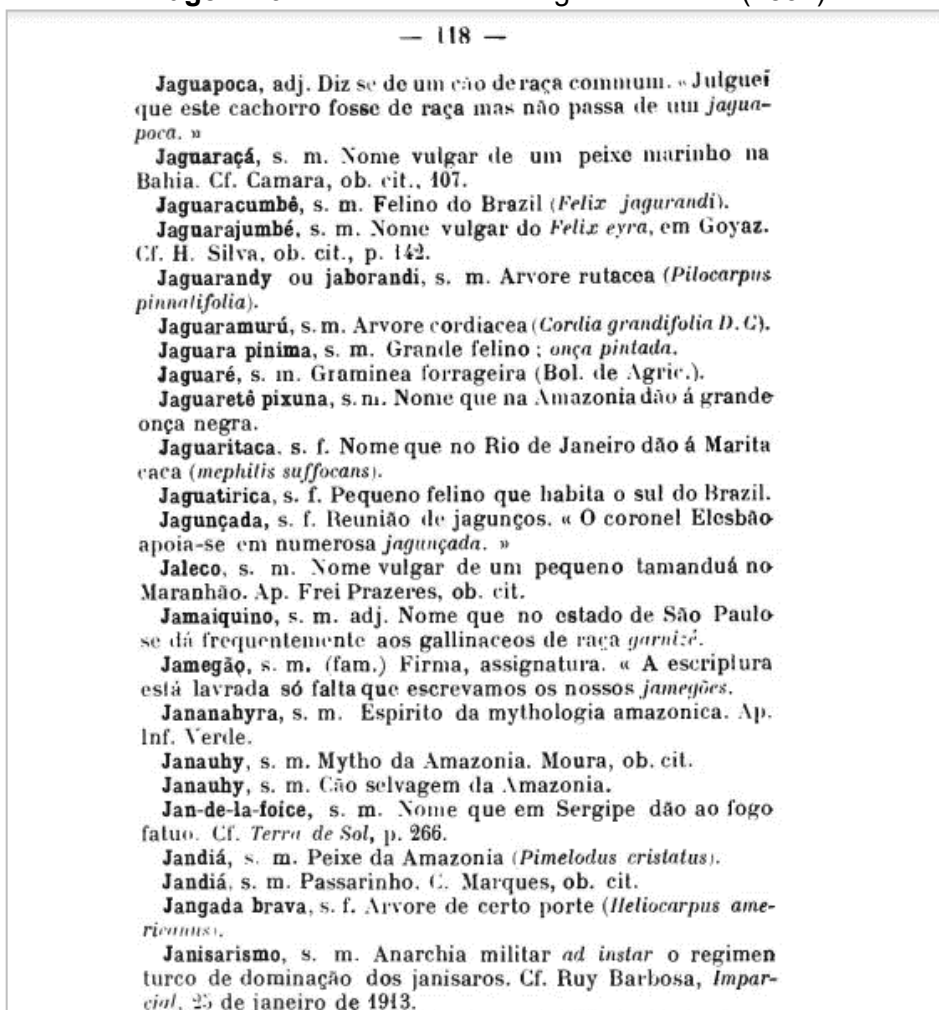 — 118 —
Jaguapoca, adj. Diz se de um cão de raça commum. « Julguei
que este cachorro fosse de raça mas não passa de um jagua-
poca. »
Jaguaraçá, s. m. Nome vulgar de um peixe marinho na
Bahia. Cf. Camara, ob. cit., 107.
Jaguaracumbê, s. m. Felino do Brazil (Felix jagurandi).
Jaguarajumbé, s. m. Nome vulgar do Felix eyra, em Goyaz.
Cf. H. Silva, ob. cit., p. 142.
Jaguarandy ou jaborandi, s. m. Arvore rutacea (Pilocarpus
pinnatifolia).
Jaguaramurú, s. m. Arvore cordiacea (Cordia grandifolia D. C).
Jaguara pinima, s. m. Grande felino ; onça pintada.
Jaguaré, s. m. Graminea forrageira (Bol. de Agric.).
Jaguaretê pixuna, s. m. Nome que na Amazonia dão á grande
onça negra.
Jaguaritaca, s. f. Nome que no Rio de Janeiro dão á Marita
caca (mephitis suffocans).
Jaguatirica, s. f. Pequeno felino que habita o sul do Brazil.
Jagunçada, s. f. Reunião de jagunços. « O coronel Elesbão
apoia-se em numerosa jagunçada. »
Jaleco, s. m. Nome vulgar de um pequeno tamanduá no
Maranhão. Ap. Frei Prazeres, ob. cit.
Jamaiquino, s. m. adj. Nome que no estado de São Paulo
se dá frequentemente aos gallinaceos de raça garnizé.
Jamegão, s. m. (fam.) Firma, assignatura. « A escriptura
está lavrada só falta que escrevamos os nossos jamegões.
Jananahyra, s. m. Espirito da mythologia amazonica. Ap.
Inf. Verde.
Janauhy, s. m. Mytho da Amazonia. Moura, ob. cit.
Janauhy, s. m. Cão selvagem da Amazonia.
Jan-de-la-foice, s. m. Nome que em Sergipe dão ao fogo
fatuo. Cf. Terra de Sol, p. 266.
Jandiá, s. m. Peixe da Amazonia (Pimelodus cristatus).
Jandiá, s. m. Passarinho. C. Marques, ob. cit.
Jangada brava, s. f. Arvore de certo porte (Heliocarpus ame-
ricanus).
Janisarismo, s. m. Anarchia militar ad instar o regimen
turco de dominação dos janisaros. Cf. Ruy Barbosa, Impar-
cial, 25 de janeiro de 1913.